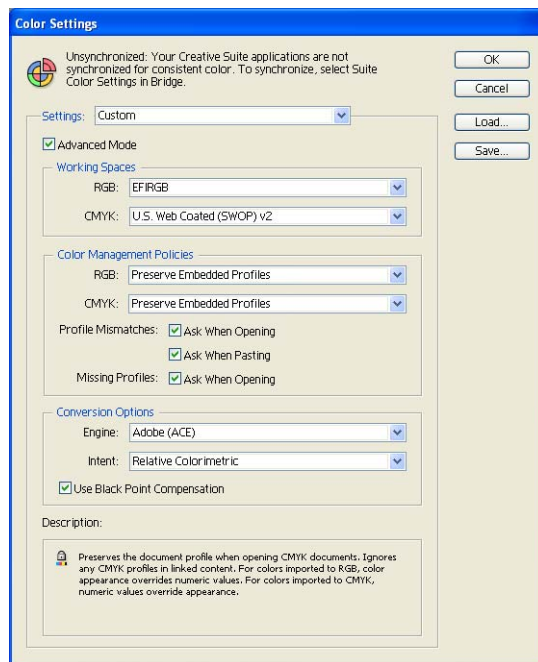 Color Settings
Unsynchronized: Your Creative Suite applications are not
synchronized for consistent color. To synchronize, select Suite
Color Settings in Bridge.
OK
Cancel
Load...
Save...
Settings: Custom
Advanced Mode
Working Spaces
RGB: EFIRGB
CMYK: U.S. Web Coated (SWOP) v2
Color Management Policies
RGB: Preserve Embedded Profiles
CMYK: Preserve Embedded Profiles
Profile Mismatches: Ask When Opening
Ask When Pasting
Missing Profiles: Ask When Opening
Conversion Options
Engine: Adobe (ACE)
Intent: Relative Colorimetric
Use Black Point Compensation
Description:
Preserves the document profile when opening CMYK documents. Ignores
any CMYK profiles in linked content. For colors imported to RGB, color
appearance overrides numeric values. For colors imported to CMYK,
numeric values override appearance.